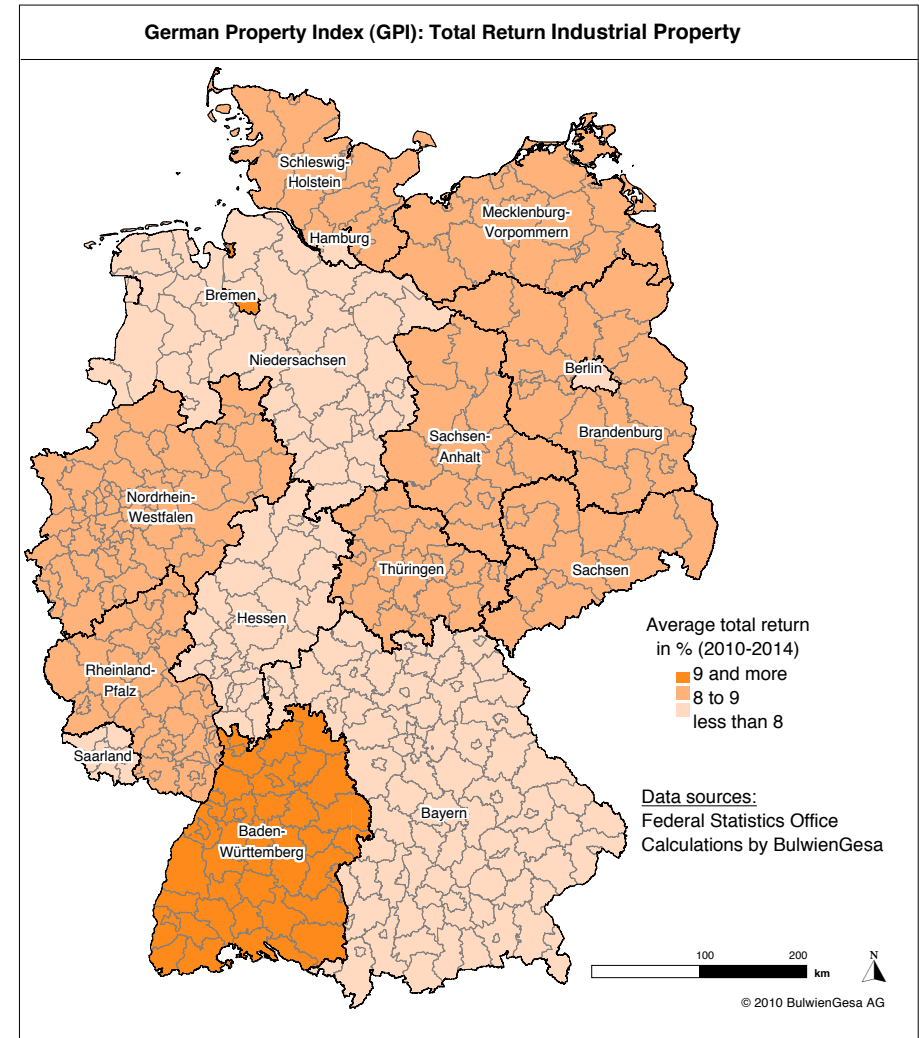 German Property Index (GPI): Total Return Industrial Property
Schleswig-
Holstein
Mecklenburg-
Vorpommern
Hamburg
Bremen
Niedersachsen
Berlin
Brandenburg
Sachsen-
Anhalt
Nordrhein-
Westfalen
Thüringen
Sachsen
Hessen
Rheinland-
Pfalz
Saarland
Bayern
Baden-
Württemberg
Average total return
in % (2010-2014)
9 and more
8 to 9
less than 8
Data sources:
Federal Statistics Office
Calculations by BulwienGesa
100 200
km
N
© 2010 BulwienGesa AG